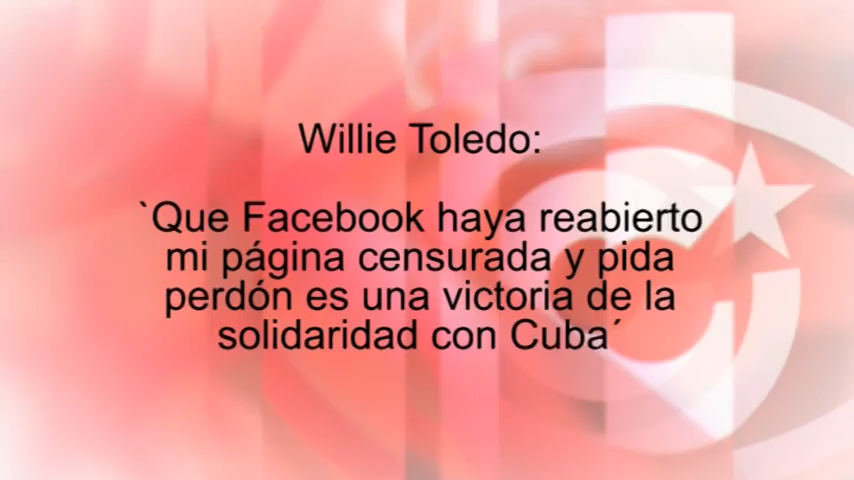 Willie Toledo:
`Que Facebook haya reabierto
mi página censurada y pida
perdón es una victoria de la
solidaridad con Cuba´